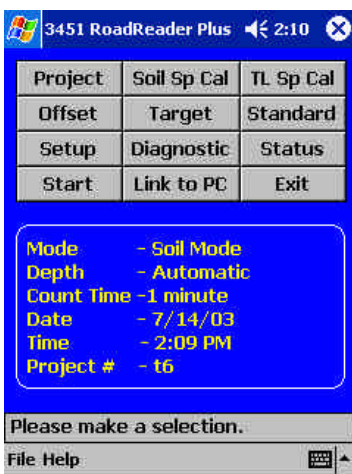 3451 RoadReader Plus 2:10
Project Soil Sp Cal TL Sp Cal
Offset Target Standard
Setup Diagnostic Status
Start Link to PC Exit
Mode - Soil Mode
Depth - Automatic
Count Time -1 minute
Date - 7/14/03
Time - 2:09 PM
Project # - t6
Please make a selection.
File Help